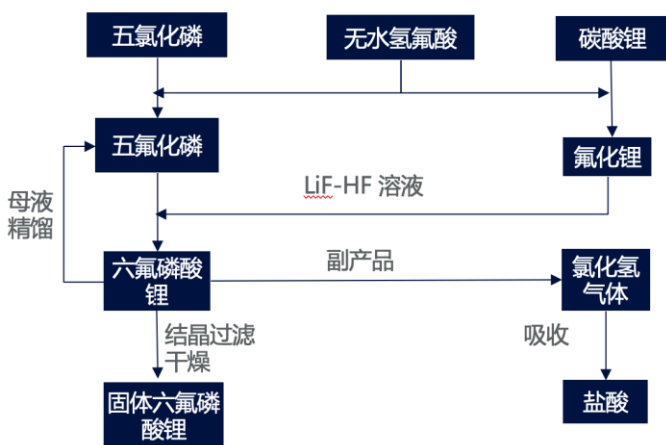 五氯化磷
无水氢氟酸
碳酸锂
五氟化磷
氟化锂
LiF-HF 溶液
母液
精馏
六氟磷酸
锂
副产品
氯化氢
气体
结晶过滤
干燥
吸收
固体六氟磷
酸锂
盐酸